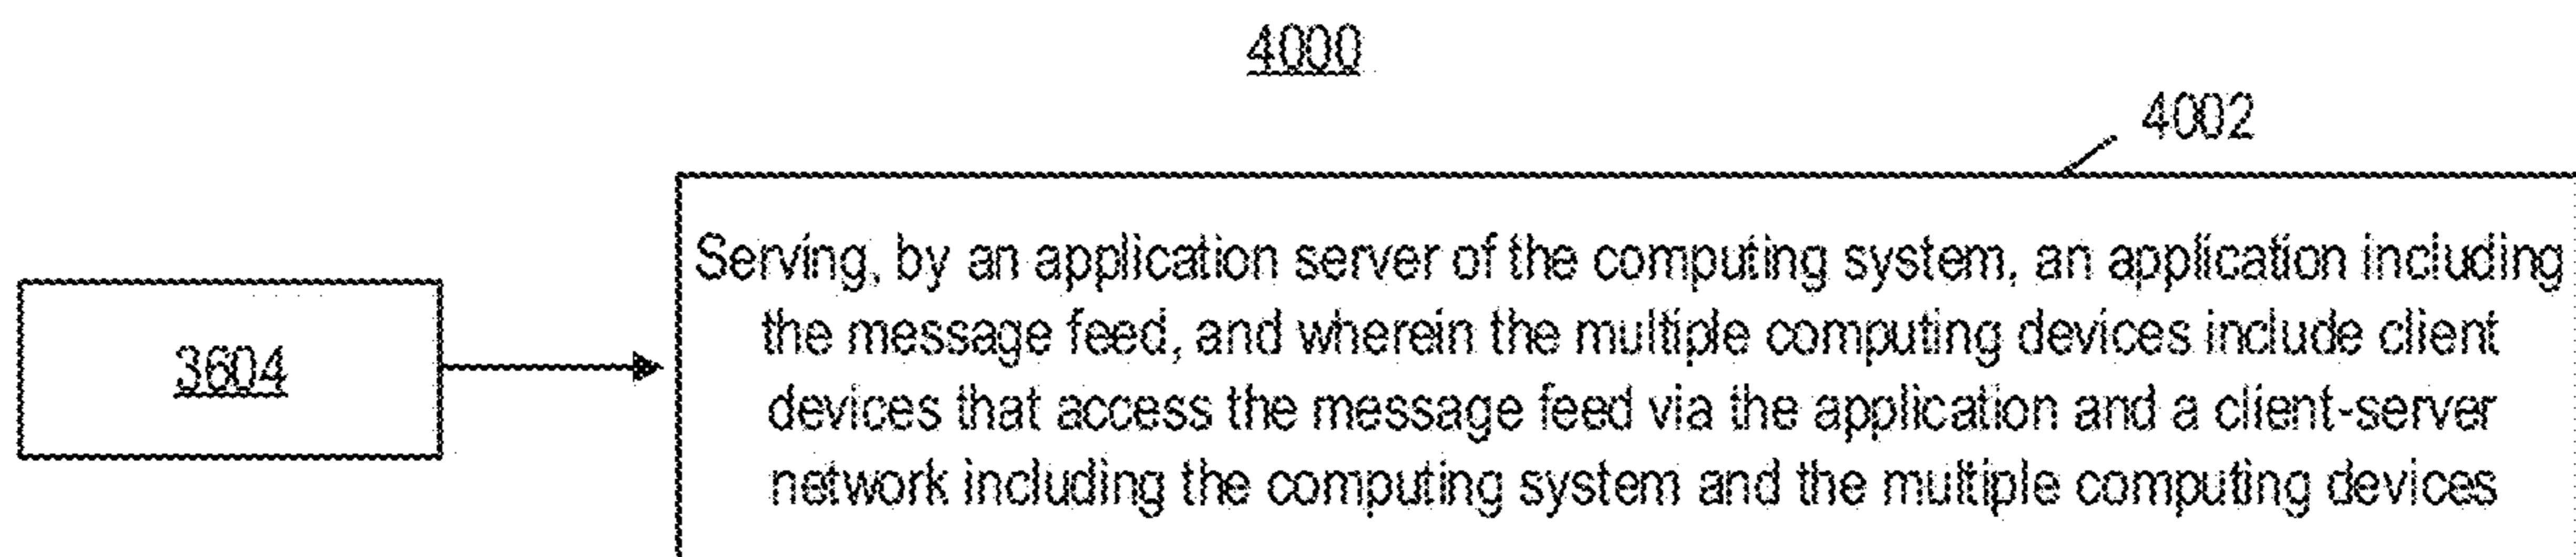 4000
4002
Serving, by an application server of the computing system, an application including
the message feed, and wherein the multiple computing devices include client
3604
devices that access the message feed via the application and a client-server
network including the computing system and the multiple computing devices